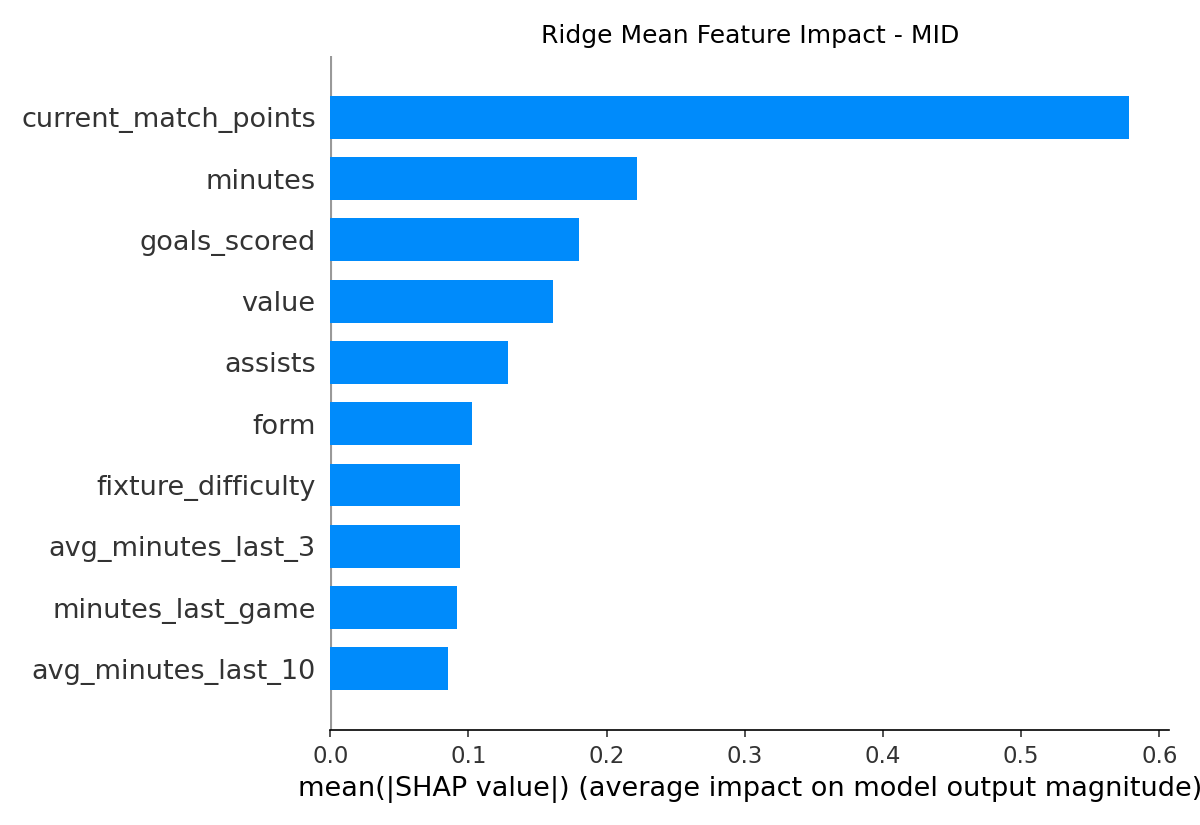 Ridge Mean Feature Impact - MID
current_match_points
minutes
goals_scored
value
assists
form
fixture_difficulty
avg_minutes_last_3
minutes_last_game
avg_minutes_last_10
0.0 0.1 0.2 0.3 0.4 0.5 0.6
mean(|SHAP value|) (average impact on model output magnitude)